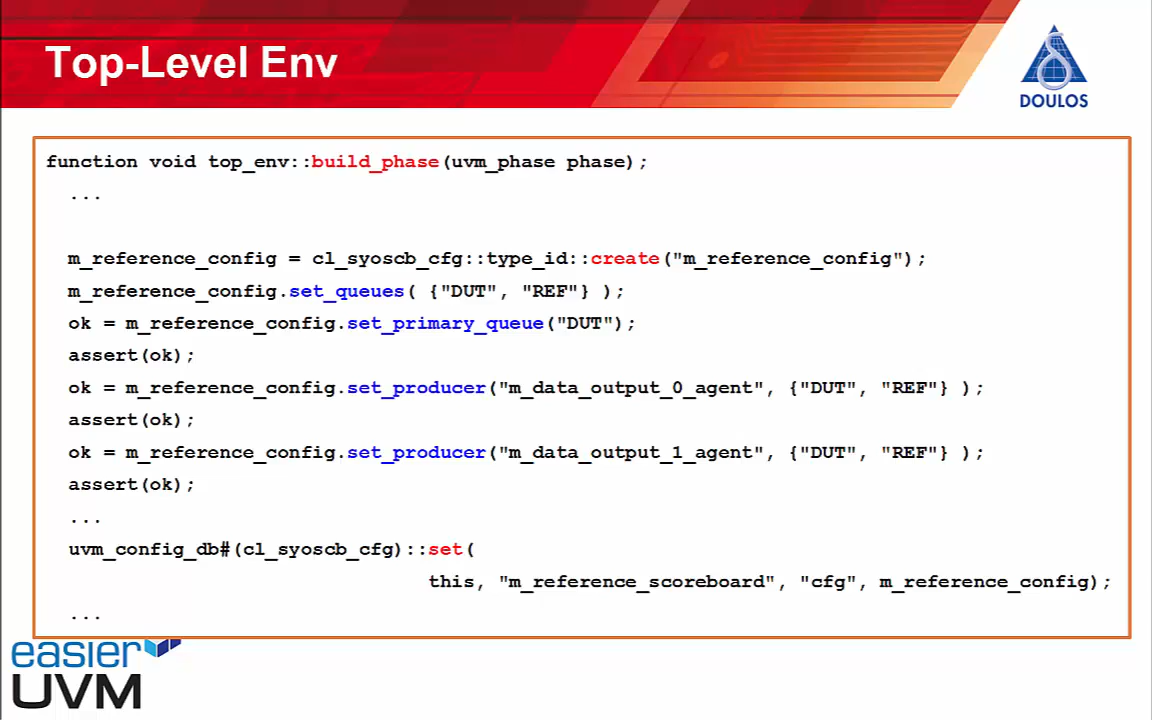 Top-Level Env
DOULOS
function void top_env::build_phase(uvm_phase phase);
...
m_reference_config = cl_syoscb_cfg::type_id::create("m_reference_config");
m_reference_config.set_queues( {"DUT", "REF"} );
ok = m_reference_config.set_primary_queue("DUT");
assert(ok);
ok = m_reference_config.set_producer("m_data_output_0_agent", {"DUT", "REF"} );
assert(ok);
ok = m_reference_config.set_producer("m_data_output_1_agent", {"DUT", "REF"} );
assert(ok);
...
uvm_config_db#(cl_syoscb_cfg)::set(
this, "m_reference_scoreboard", "cfg", m_reference_config);
...
easier
UVM